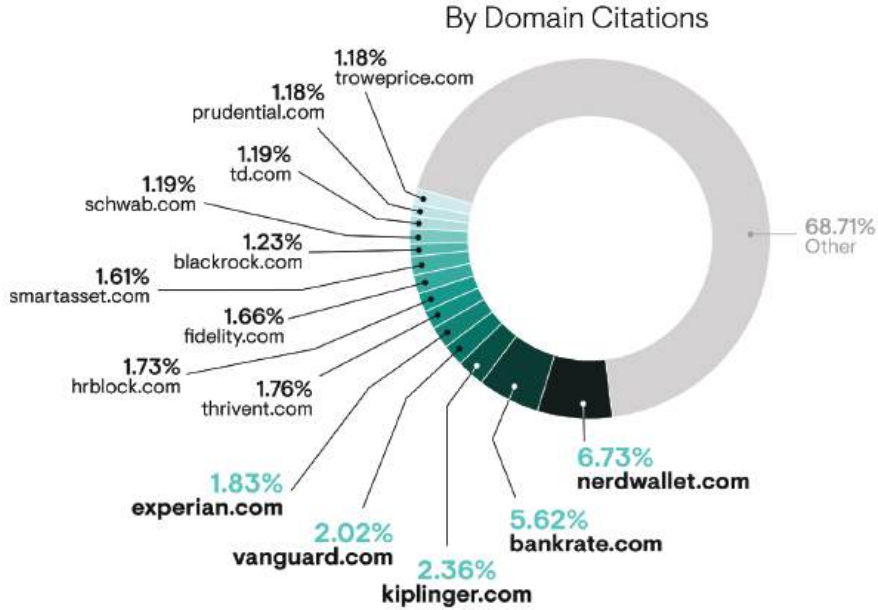 By Domain Citations
1.18%
troweprice.com
1.18%
prudential.com
1.19%
td.com
1.19%
schwab.com
1.23%
blackrock.com
1.61%
smartasset.com
1.66%
fidelity.com
1.73%
hrblock.com
1.76%
thrivent.com
1.83%
experian.com
2.02%
vanguard.com
2.36%
kiplinger.com
5.62%
bankrate.com
6.73%
nerdwallet.com
68.71%
Other